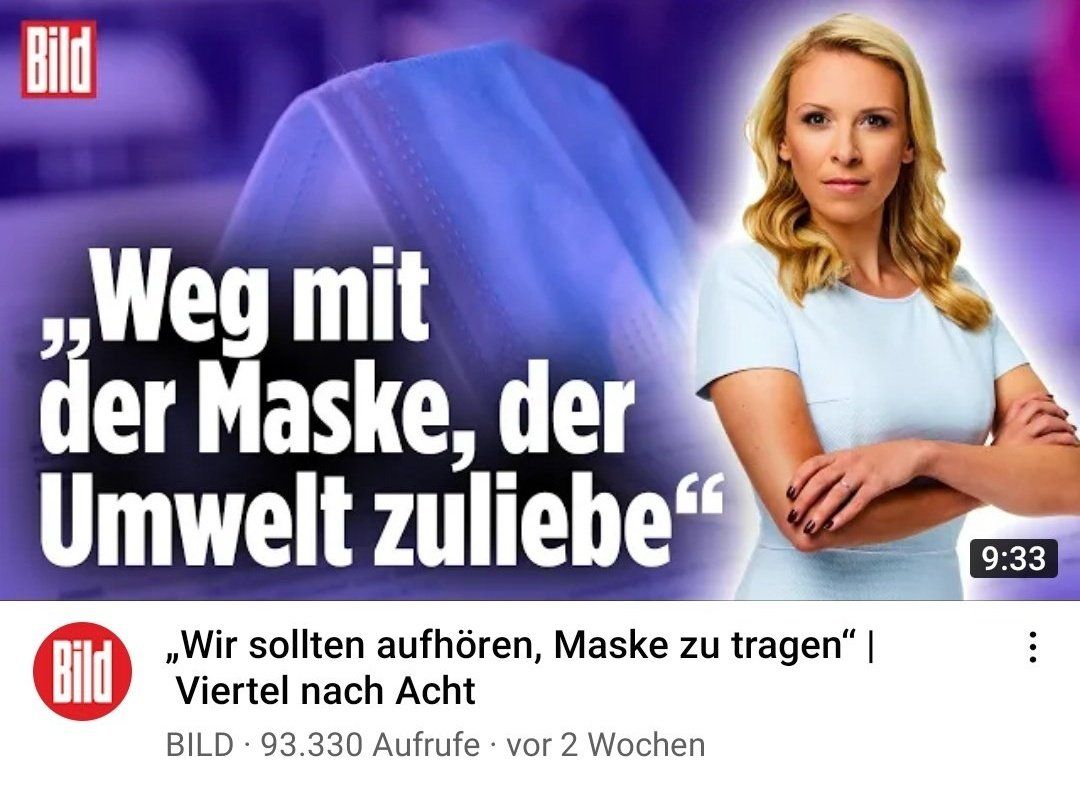 Bild
„Weg mit
der Maske, der
Umwelt zuliebe“
9:33
Bild
„Wir sollten aufhören, Maske zu tragen“ |
Viertel nach Acht
BILD · 93.330 Aufrufe · vor 2 Wochen